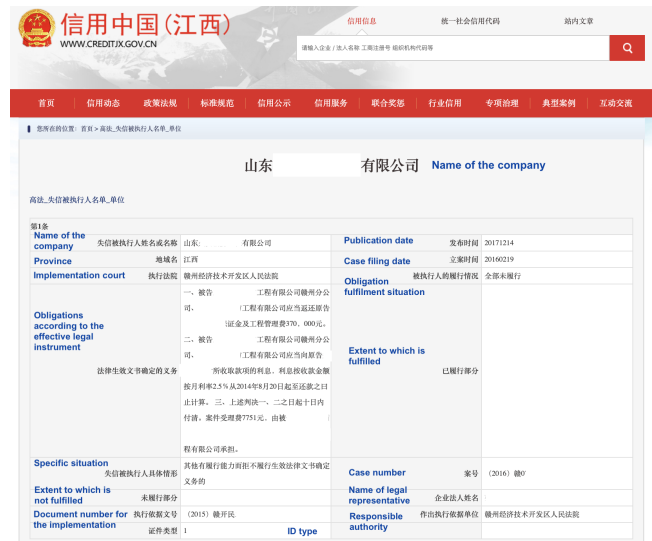 信用中国(江西)
WWW.CREDITJX.GOV.CN
信用信息 统一社会信用代码 站内文章
请输入企业/法人名称 工商注册号 组织机构代码等
首页 信用动态 政策法规 标准规范 信用公示 信用服务 联合奖惩 行业信用 专项治理 典型案例 互动交流
您所在的位置: 首页 > 高法_失信被执行人名单_单位
山东 有限公司 Name of the company
高法_失信被执行人名单_单位
第1条
Name of the company 失信被执行人姓名或名称 山东 有限公司 Publication date 发布时间 20171214
Province 地域名 江西 Case filing date 立案时间 20160219
Implementation court 执行法院 赣州经济技术开发区人民法院 Obligation fulfilment situation 被执行人的履行情况 全部未履行
Obligations according to the effective legal instrument 法律生效文书确定的义务
一、被告 工程有限公司赣州分公
司、 工程有限公司应当返还原告
证金及工程管理费370,000元。
二、被告 工程有限公司赣州分公
司、 工程有限公司应当向原告
所收取款项的利息, 利息按收款金额
按月利率2.5%从2014年8月20日起至还款之日
止计算。 三、上述判决一、二之日起十日内
付清。案件受理费7751元, 由被
程有限公司承担。
Extent to which is fulfilled 已履行部分
Specific situation 失信被执行人具体情形 其他有履行能力而拒不履行生效法律文书确定
义务的
Case number 案号 (2016) 赣0
Extent to which is not fulfilled 未履行部分 Name of legal representative 企业法人姓名
Document number for the implementation 执行依据文号 (2015) 赣开民 Responsible authority 作出执行依据单位 赣州经济技术开发区人民法院
证件类型 1 ID type